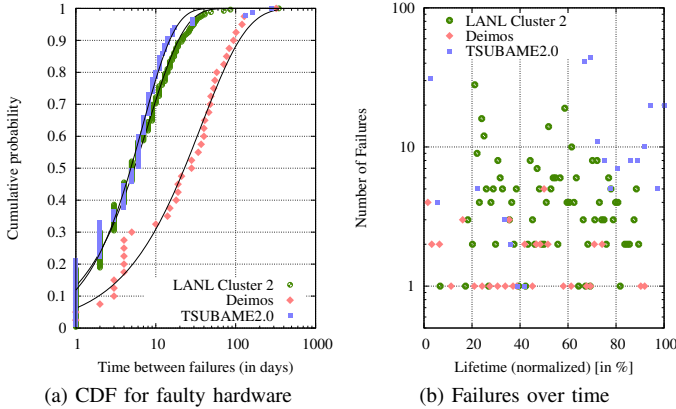 1
0.9
0.8
0.7
0.6
0.5
0.4
0.3
0.2
0.1
0
Cumulative probability
LANL Cluster 2
Deimos
TSUBAME2.0
1 10 100 1000
Time between failures (in days)
(a) CDF for faulty hardware
100
10
1
Number of Failures
LANL Cluster 2
Deimos
TSUBAME2.0
0 20 40 60 80 100
Lifetime (normalized) [in %]
(b) Failures over time